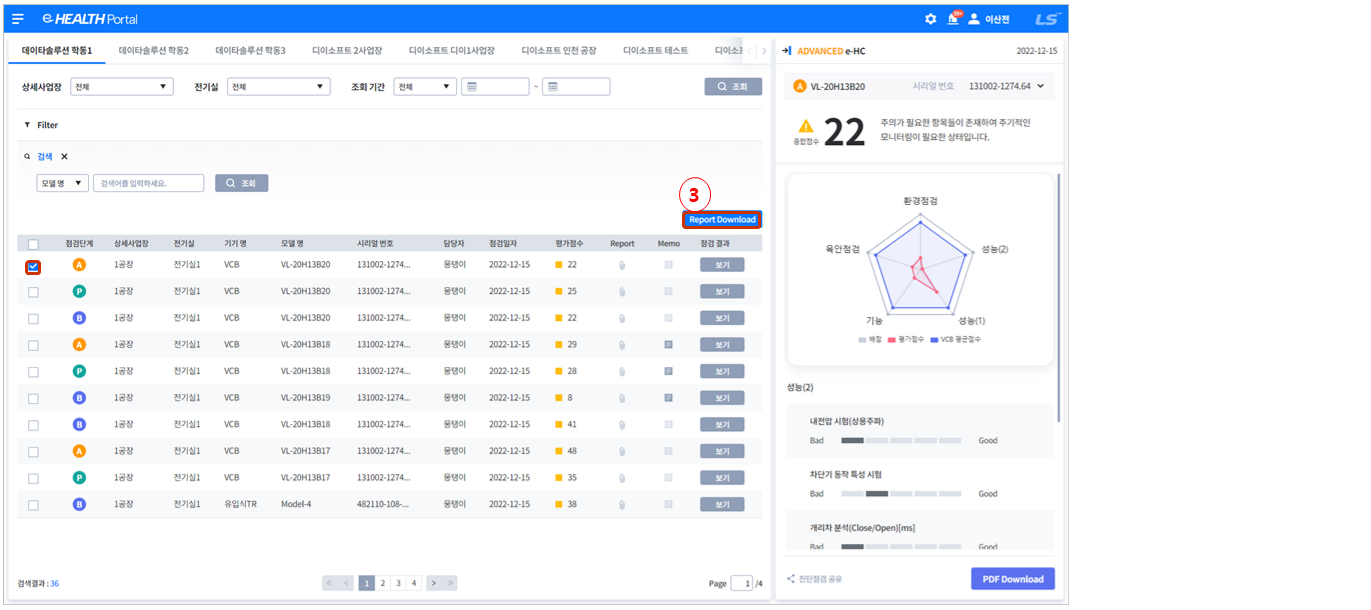 e-HEALTH Portal
99+
이산전
LS
데이타솔루션 학동1 데이타솔루션 학동2 데이타솔루션 학동3 디이소프트 2사업장 디이소프트 디이1사업장 디이소프트 인천 공장 디이소프트 테스트
ADVANCED e-HC 2022-12-15
상세사업장 전체 전기실 전체 조회 기간 전체 ~ 조회
A VL-20H13B20 시리얼 번호 131002-1274.64
Filter
종합점수 22
주의가 필요한 항목들이 존재하여 주기적인
모니터링이 필요한 상태입니다.
검색 X
모델 명 검색어를 입력하세요. 조회
3
Report Download
점검단계 상세사업장 전기실 기기 명 모델 명 시리얼 번호 담당자 점검일자 평가점수 Report Memo 점검 결과
A 1공장 전기실1 VCB VL-20H13B20 131002-1274... 뭉탱이 2022-12-15 22 보기
P 1공장 전기실1 VCB VL-20H13B20 131002-1274... 뭉탱이 2022-12-15 25 보기
B 1공장 전기실1 VCB VL-20H13B20 131002-1274... 뭉탱이 2022-12-15 22 보기
A 1공장 전기실1 VCB VL-20H13B18 131002-1274... 뭉탱이 2022-12-15 29 보기
P 1공장 전기실1 VCB VL-20H13B18 131002-1274... 뭉탱이 2022-12-15 28 보기
B 1공장 전기실1 VCB VL-20H13B19 131002-1274... 뭉탱이 2022-12-15 8 보기
B 1공장 전기실1 VCB VL-20H13B18 131002-1274... 뭉탱이 2022-12-15 41 보기
A 1공장 전기실1 VCB VL-20H13B17 131002-1274... 뭉탱이 2022-12-15 48 보기
P 1공장 전기실1 VCB VL-20H13B17 131002-1274... 뭉탱이 2022-12-15 35 보기
B 1공장 전기실1 유입식TR Model-4 482110-108-... 뭉탱이 2022-12-15 38 보기
검색결과 : 36
« < 1 2 3 4 > »
Page 1 /4
환경점검
육안점검 성능(2)
기능 성능(1)
배점 평가점수 VCB 평균점수
성능(2)
내전압 시험(상용주파)
Bad Good
차단기 동작 특성 시험
Bad Good
개리차 분석(Close/Open)[ms]
Bad Good
진단점검 공유 PDF Download